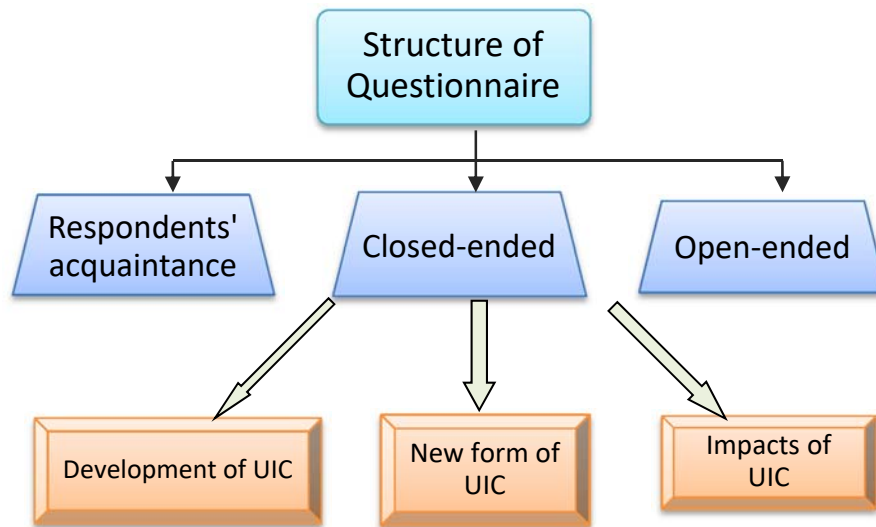 Structure of
Questionnaire
Respondents'
acquaintance
Closed-ended
Open-ended
Development of UIC
New form of
UIC
Impacts of
UIC